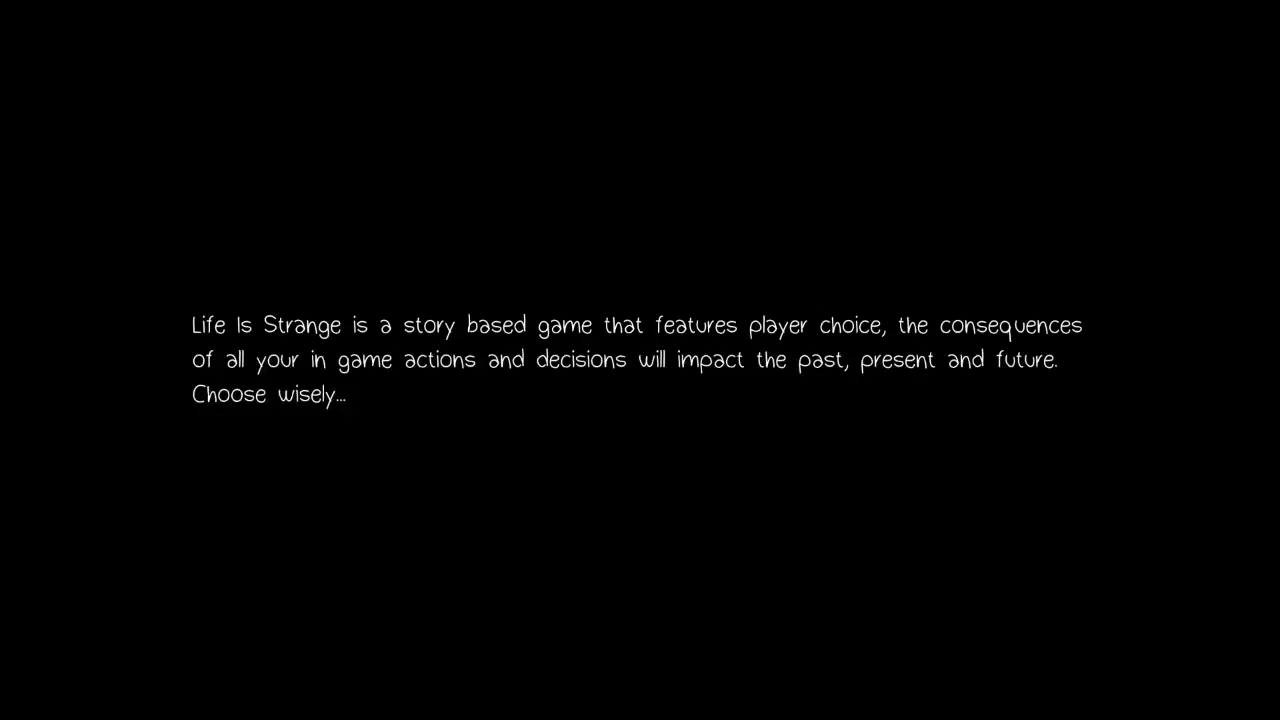 Life Is Strange is a story based game that features player choice, the consequences
of all your in game actions and decisions will impact the past, present and future.
Choose wisely...